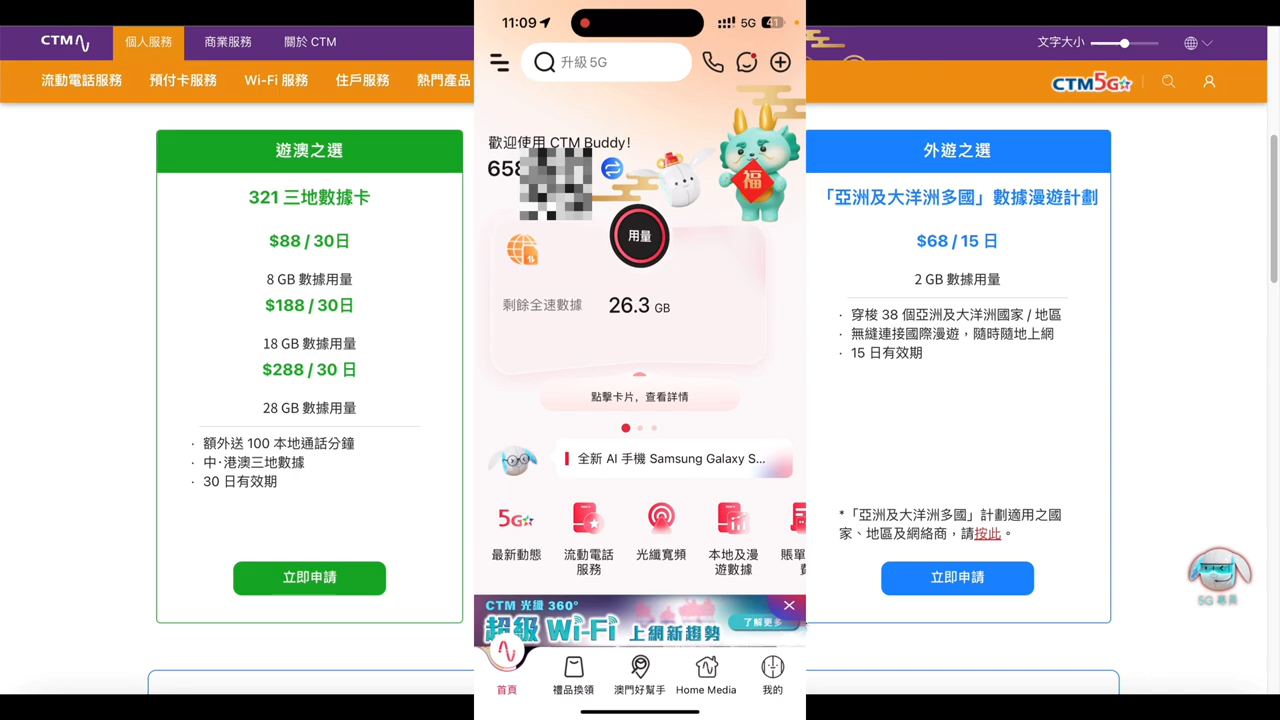 CTM
個人服務
商業服務
關於 CTM
文字大小
流動電話服務
預付卡服務
Wi-Fi 服務
住戶服務
熱門產品
CTM5G
遊澳之選
321 三地數據卡
$88 / 30日
8 GB 數據用量
$188 / 30日
18 GB 數據用量
$288 / 30 日
28 GB 數據用量
· 額外送 100 本地通話分鐘
· 中·港澳三地數據
· 30 日有效期
立即申請
11:09
5G
41
升級 5G
歡迎使用 CTM Buddy!
658
福
用量
剩餘全速數據
26.3 GB
點擊卡片，查看詳情
全新 AI 手機 Samsung Galaxy S...
5G
最新動態
流動電話
服務
光纖寬頻
本地及漫
遊數據
賬單
CTM 光纖 360°
超級 Wi-Fi 上網新趨勢
了解更多
首頁
禮品換領
澳門好幫手
Home Media
我的
外遊之選
「亞洲及大洋洲多國」數據漫遊計劃
$68 / 15 日
2 GB 數據用量
· 穿梭 38 個亞洲及大洋洲國家 / 地區
· 無縫連接國際漫遊，隨時隨地上網
· 15 日有效期
*「亞洲及大洋洲多國」計劃適用之國
家、地區及網絡商，請按此。
立即申請
5G 專員